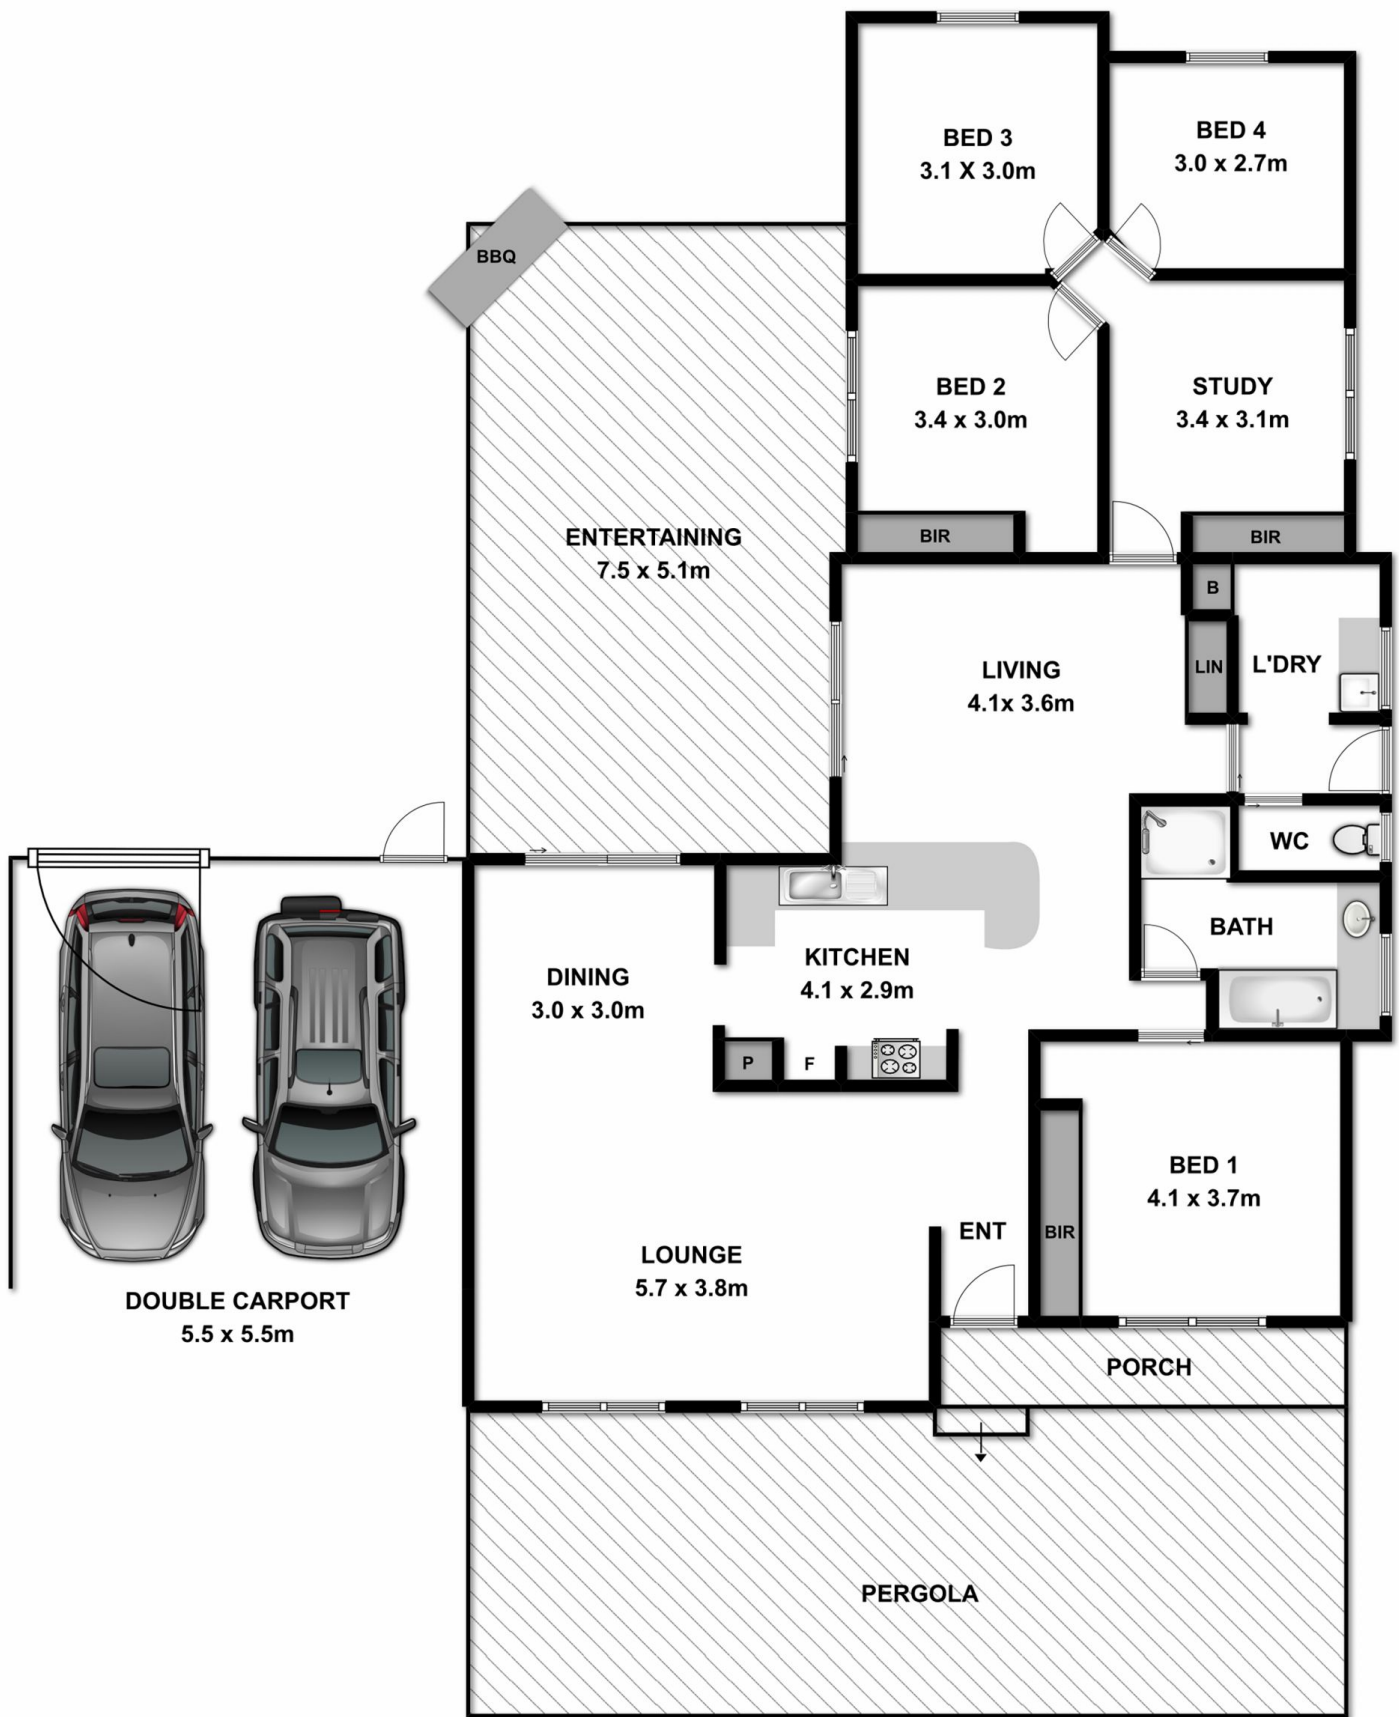 BED 3
3.1 X 3.0m
BED 4
3.0 x 2.7m
BBQ
BED 2
3.4 x 3.0m
STUDY
3.4 x 3.1m
ENTERTAINING
7.5 x 5.1m
BIR
BIR
B
LIVING
4.1x 3.6m
LIN
L'DRY
WC
BATH
DINING
3.0 x 3.0m
KITCHEN
4.1 x 2.9m
P
F
BED 1
4.1 x 3.7m
BIR
ENT
LOUNGE
5.7 x 3.8m
DOUBLE CARPORT
5.5 x 5.5m
PORCH
PERGOLA